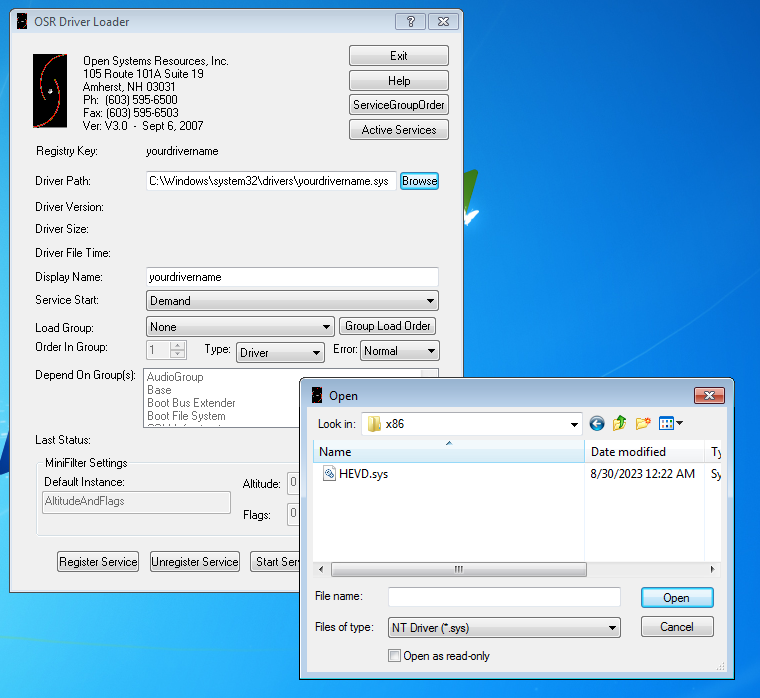 OSR Driver Loader
Open Systems Resources, Inc.
105 Route 101A Suite 19
Amherst, NH 03031
Ph: (603) 595-6500
Fax: (603) 595-6503
Ver: V3.0 - Sept 6, 2007
Exit
Help
ServiceGroupOrder
Active Services
Registry Key: yourdrivername
Driver Path: C:\Windows\system32\drivers\yourdrivername.sys Browse
Driver Version:
Driver Size:
Driver File Time:
Display Name: yourdrivername
Service Start: Demand
Load Group: None Group Load Order
Order In Group: 1 Type: Driver Error: Normal
Depend On Group(s): AudioGroup
Base
Boot Bus Extender
Boot File System
Last Status:
MiniFilter Settings
Default Instance:
AltitudeAndFlags
Altitude: 0
Flags: 0
Register Service Unregister Service Start Ser
Open
Look in: x86
Name Date modified Ty
HEVD.sys 8/30/2023 12:22 AM Sy
File name: Open
Files of type: NT Driver (*.sys) Cancel
Open as read-only